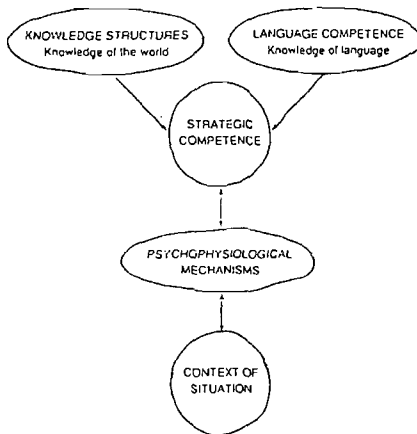 KNOWLEDGE STRUCTURES
Knowledge of the world
LANGUAGE COMPETENCE
Knowledge of language
STRATEGIC
COMPETENCE
PSYCHOPHYSIOLOGICAL
MECHANISMS
CONTEXT OF
SITUATION